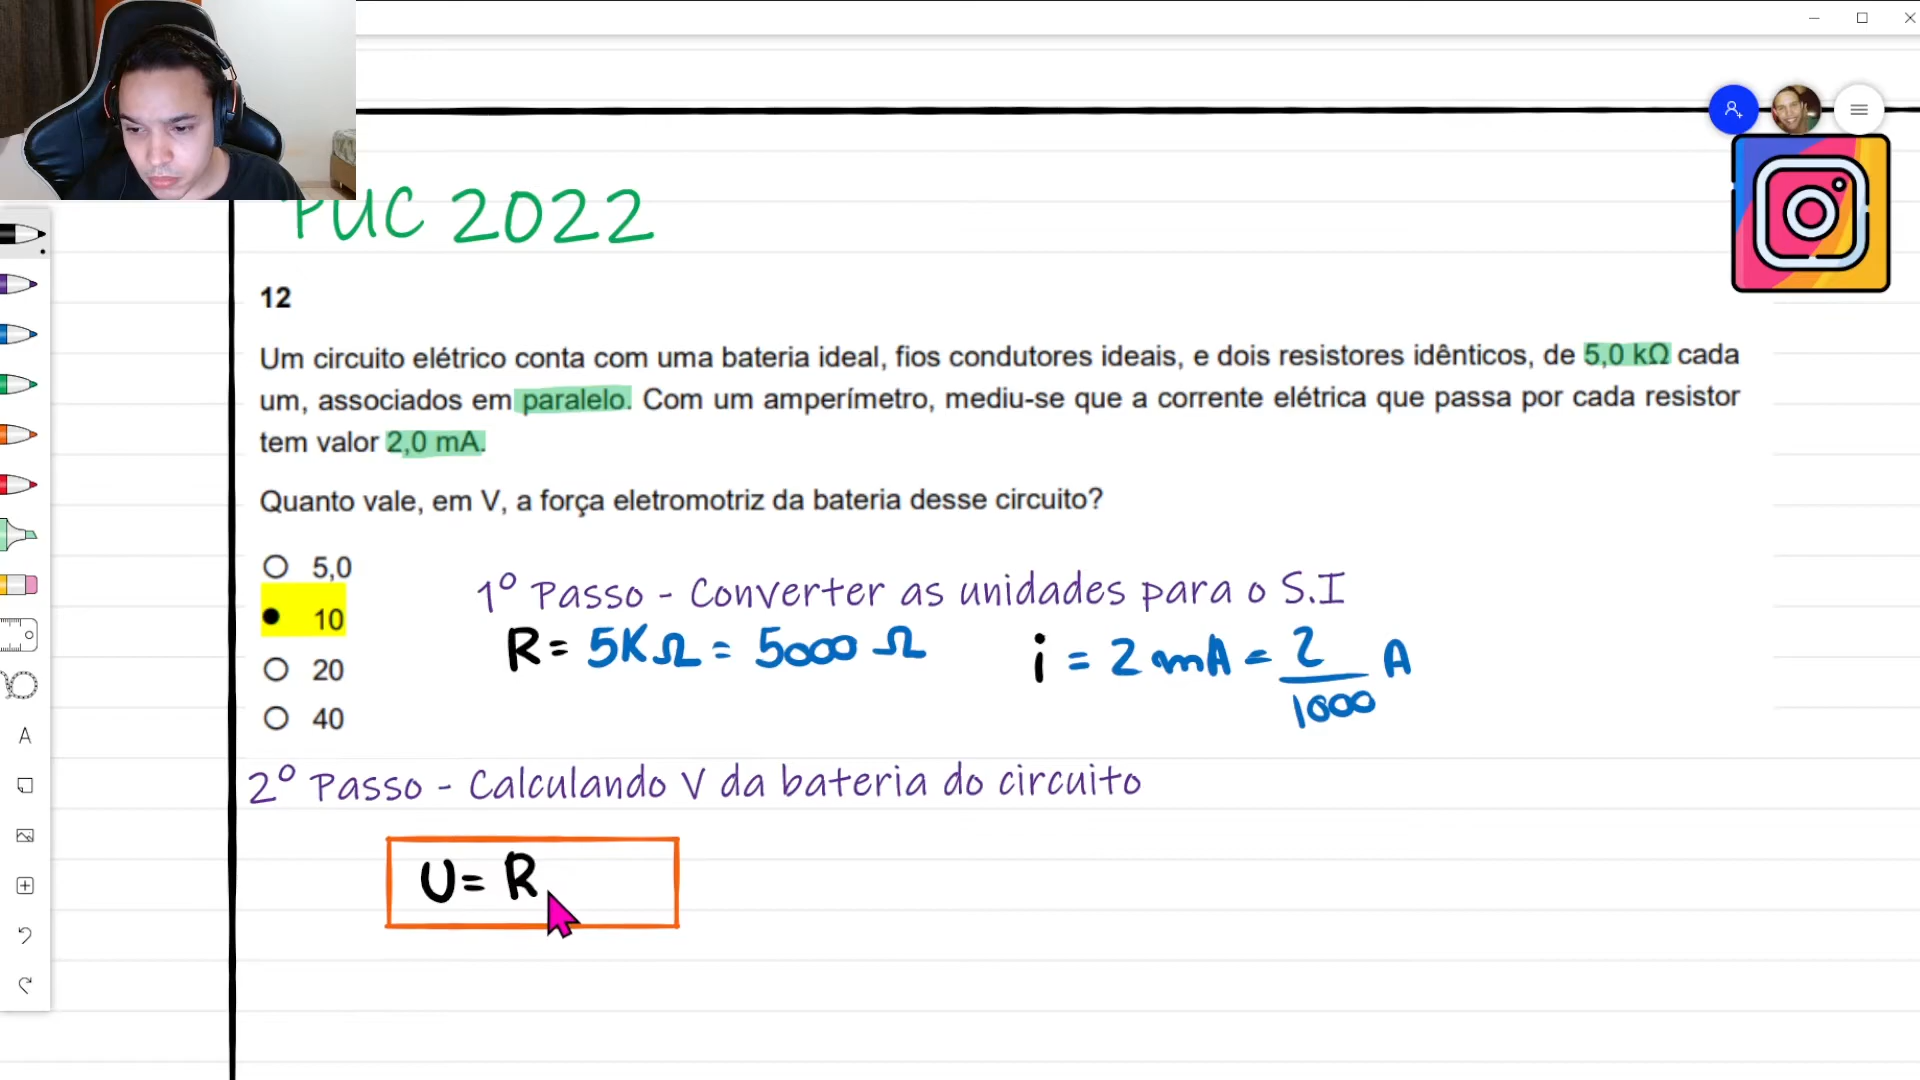 PUC 2022
12
Um circuito elétrico conta com uma bateria ideal, fios condutores ideais, e dois resistores idênticos, de 5,0 kΩ cada
um, associados em paralelo. Com um amperímetro, mediu-se que a corrente elétrica que passa por cada resistor
tem valor 2,0 mA.
Quanto vale, em V, a força eletromotriz da bateria desse circuito?
5,0
10
20
40
1º Passo - Converter as unidades para o S.I
R = 5KΩ = 5000 Ω
i = 2 mA = 2/1000 A
2º Passo - Calculando V da bateria do circuito
U = R
A